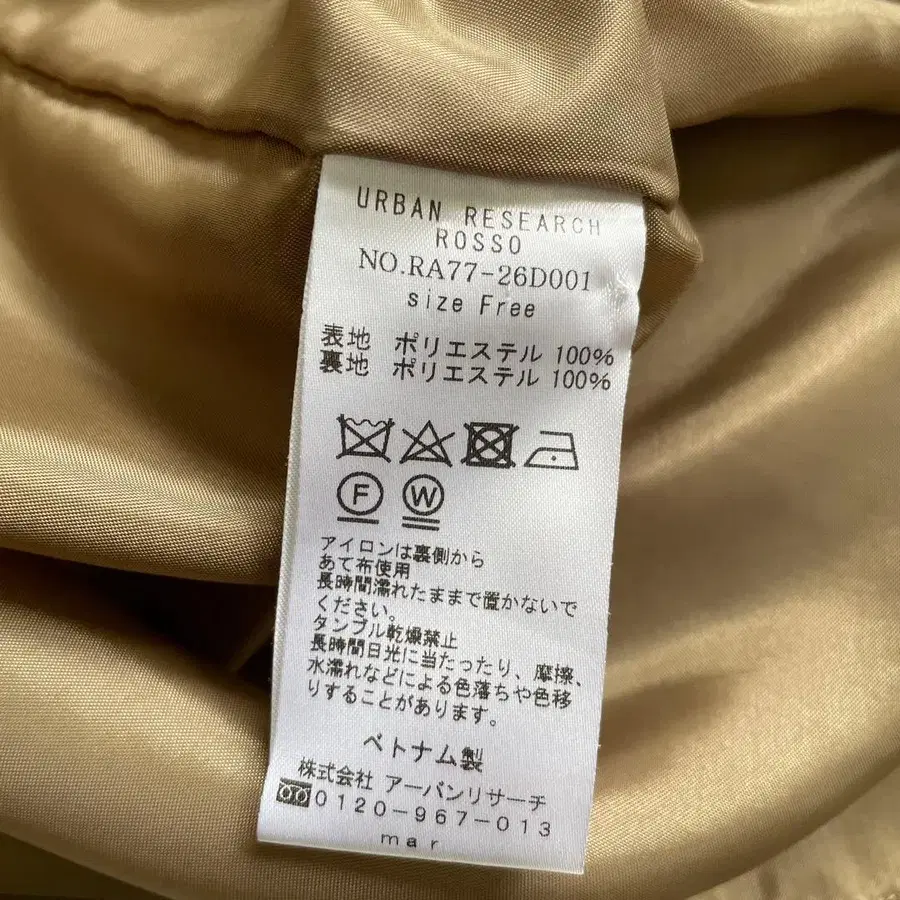 URBAN RESEARCH
ROSSO
NO.RA77-26D001
size Free
表地 ポリエステル 100%
裏地 ポリエステル 100%
F W
アイロンは裏側から
あて布使用
長時間濡れたままで置かないで
ください。
タンブル乾燥禁止
長時間日光に当たったり、摩擦、
水濡れなどによる色落ちや色移
りすることがあります。
ベトナム製
株式会社 アーバンリサーチ
0120-967-013
mar